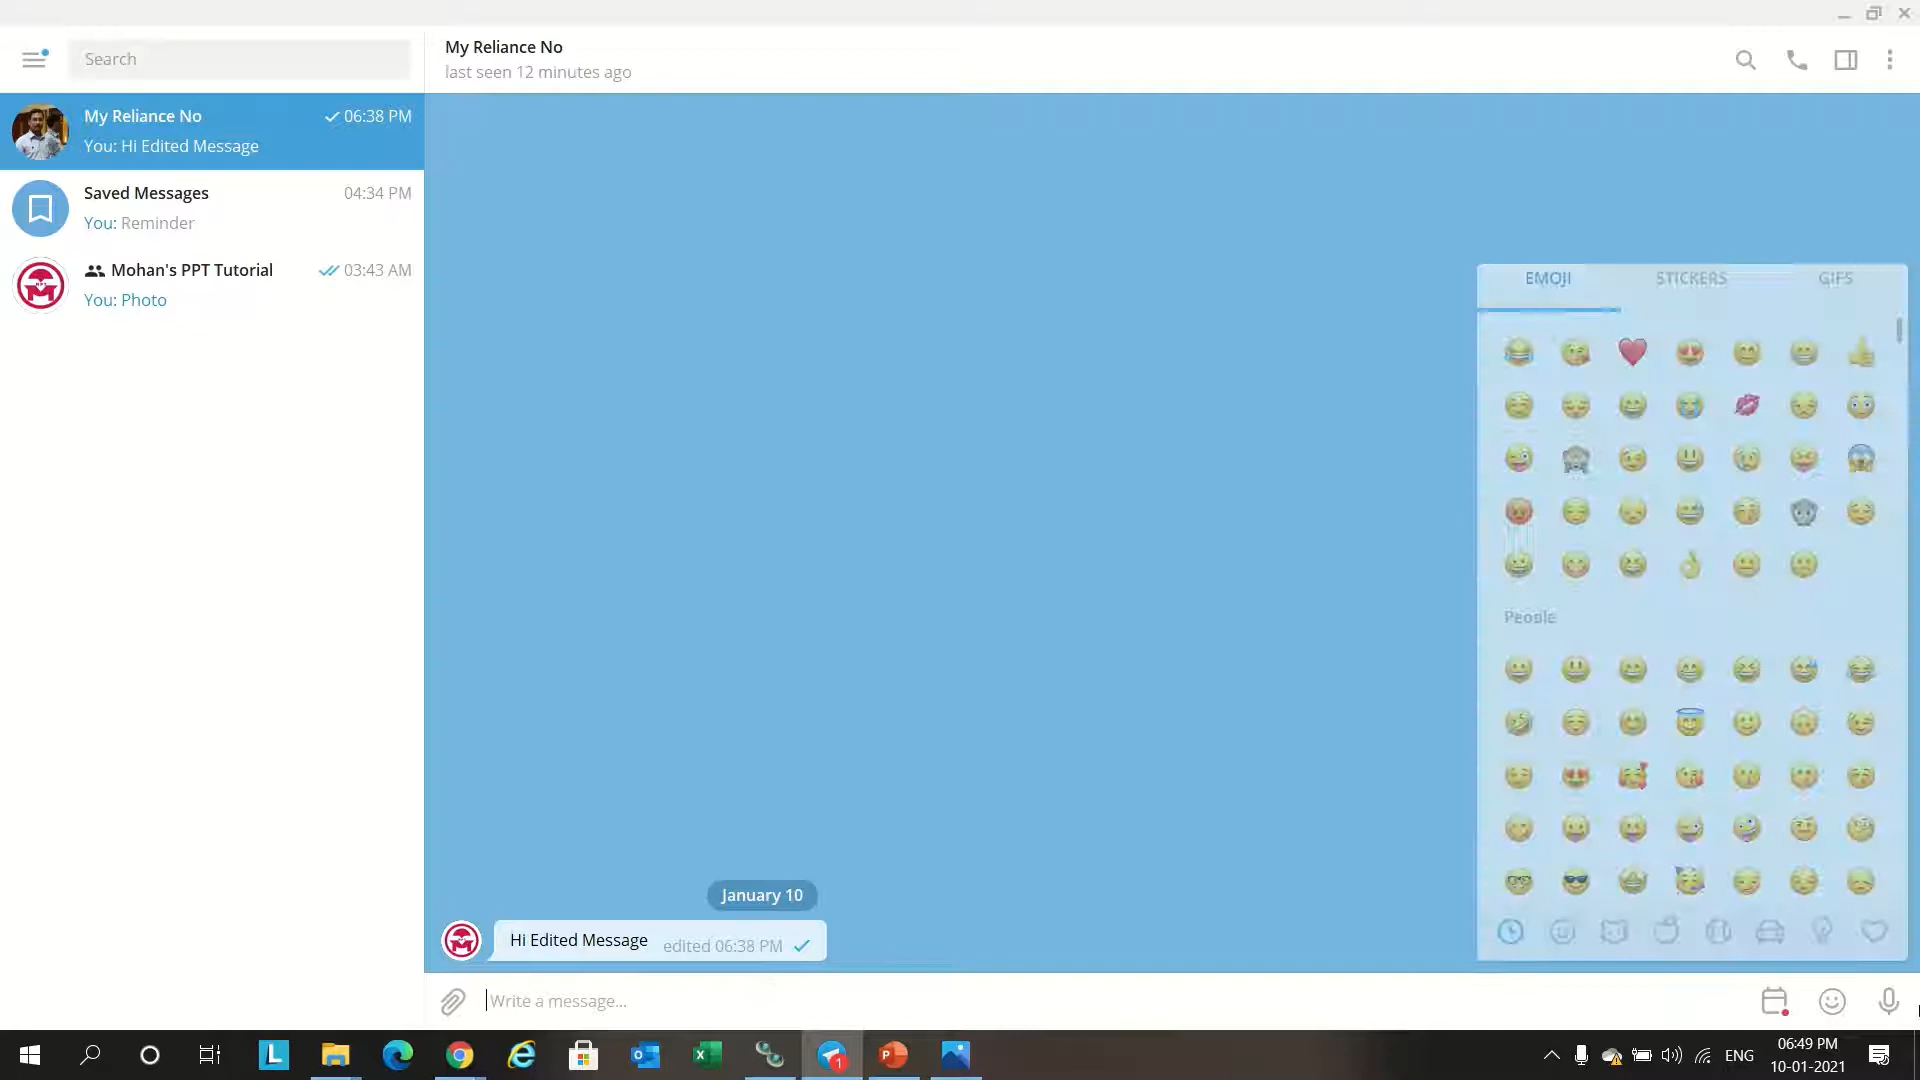 Search
My Reliance No
last seen 12 minutes ago
My Reliance No 06:38 PM
You: Hi Edited Message
Saved Messages 04:34 PM
You: Reminder
Mohan's PPT Tutorial 03:43 AM
You: Photo
EMOJI STICKERS GIFS
People
January 10
Hi Edited Message edited 06:38 PM
Write a message...
1
ENG
06:49 PM
10-01-2021